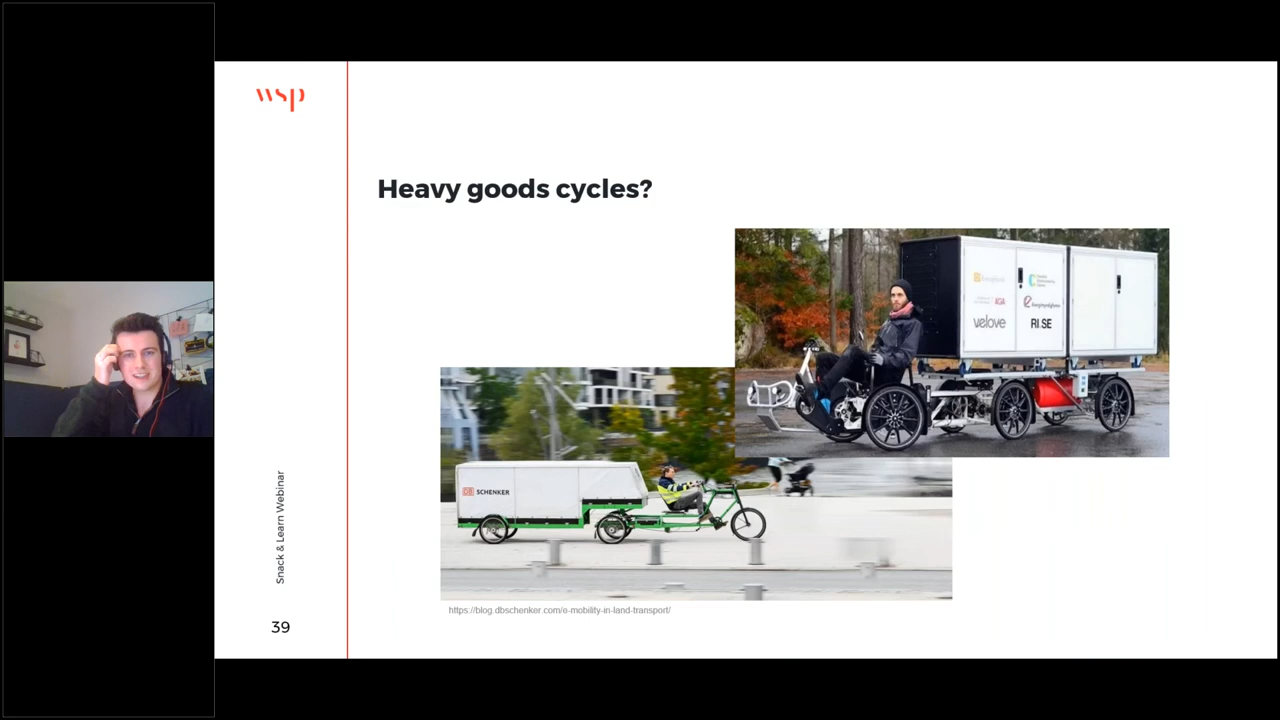 wsp
Heavy goods cycles?
velove
RI.SE
DB SCHENKER
https://blog.dbschenker.com/e-mobility-in-land-transport/
Snack & Learn Webinar
39